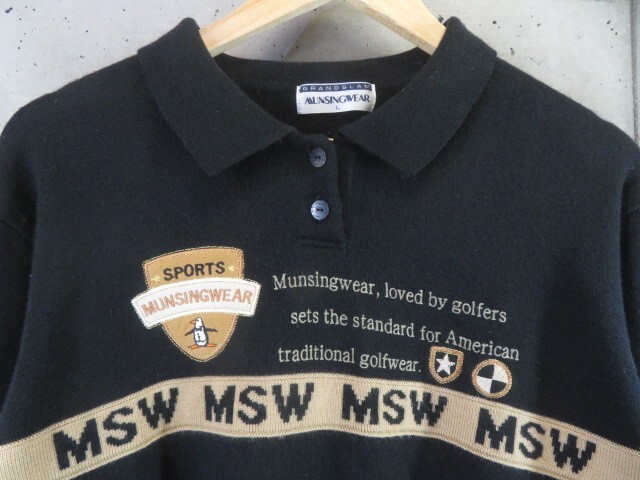 GRANDSLAM
MUNSINGWEAR
L
SPORTS
MUNSINGWEAR
Munsingwear, loved by golfers
sets the standard for American
traditional golfwear.
MSW MSW MSW MSW